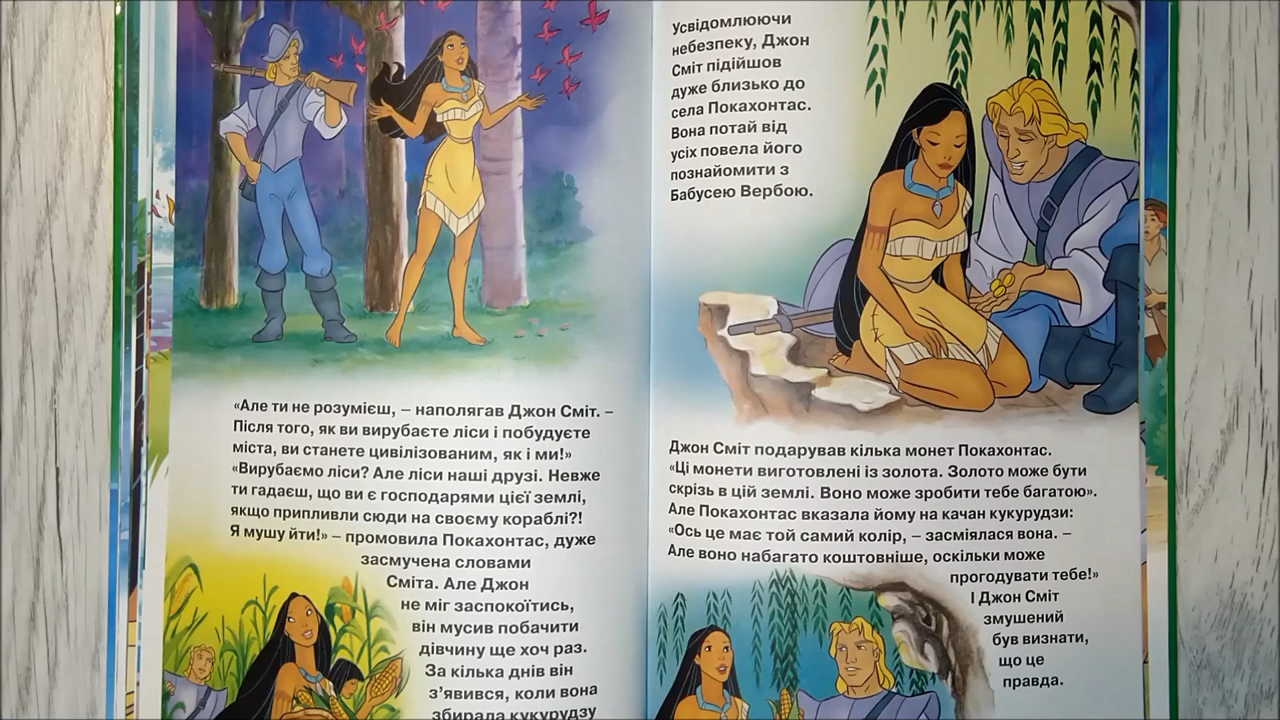 «Але ти не розумієш, – наполягав Джон Сміт. –
Після того, як ви вирубаєте ліси і побудуєте
міста, ви станете цивілізованим, як і ми!»
«Вирубаємо ліси? Але ліси наші друзі. Невже
ти гадаєш, що ви є господарями цієї землі,
якщо припливли сюди на своєму кораблі?!
Я мушу йти!» – промовила Покахонтас, дуже
засмучена словами
Сміта. Але Джон
не міг заспокоїтись,
він мусив побачити
дівчину ще хоч раз.
За кілька днів він
з’явився, коли вона
збирала кукурудзу
Усвідомлюючи
небезпеку, Джон
Сміт підійшов
дуже близько до
села Покахонтас.
Вона потай від
усіх повела його
познайомити з
Бабусею Вербою.
Джон Сміт подарував кілька монет Покахонтас.
«Ці монети виготовлені із золота. Золото може бути
скрізь в цій землі. Воно може зробити тебе багатою».
Але Покахонтас вказала йому на качан кукурудзи:
«Ось це має той самий колір, – засміялася вона. –
Але воно набагато коштовніше, оскільки може
прогодувати тебе!»
І Джон Сміт
змушений
був визнати,
що це
правда.